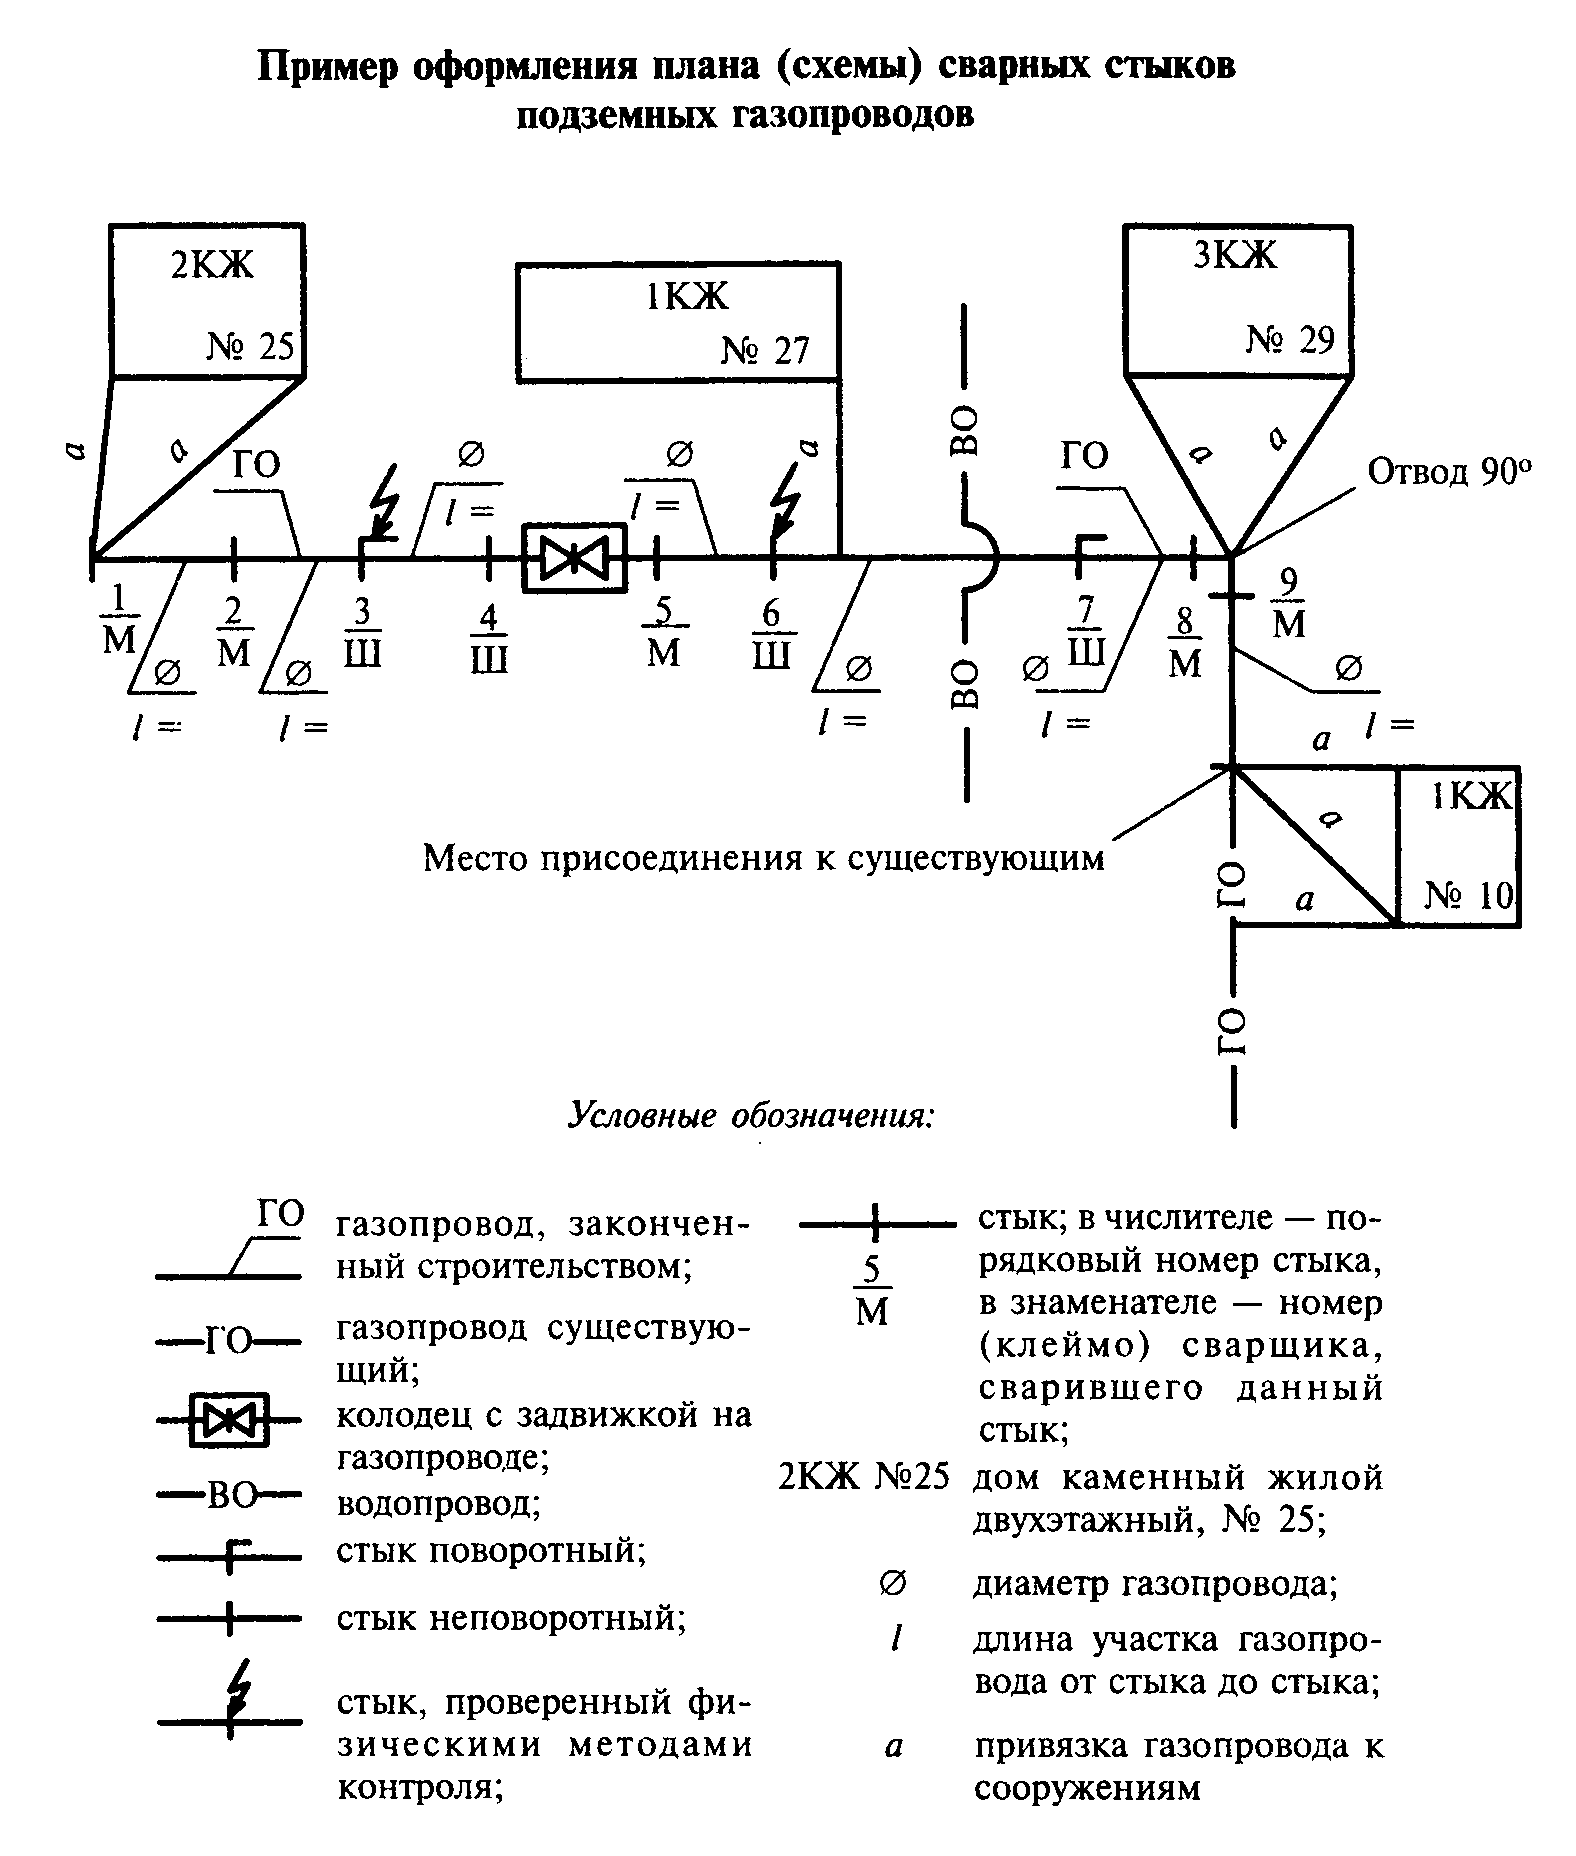 Пример оформления плана (схемы) сварных стыков
подземных газопроводов
2КЖ
№ 25
1КЖ
№ 27
3КЖ
№ 29
a
a
ГО
∅
l =
∅
l =
a
ВО
ГО
a
a
Отвод 90°
1
М
2
М
3
Ш
4
Ш
5
М
6
Ш
7
Ш
8
М
9
М
∅
l =
∅
l =
∅
l =
ВО
∅
l =
∅
l =
a
1КЖ
№ 10
a
a
Место присоединения к существующим
ГО
ГО
Условные обозначения:
ГО
газопровод, закончен-
ный строительством;
ГО
газопровод существую-
щий;
колодец с задвижкой на
газопроводе;
ВО
водопровод;
стык поворотный;
стык неповоротный;
стык, проверенный фи-
зическими методами
контроля;
5
М
стык; в числителе — по-
рядковый номер стыка,
в знаменателе — номер
(клеймо) сварщика,
сварившего данный
стык;
2КЖ №25 дом каменный жилой
двухэтажный, № 25;
∅ диаметр газопровода;
l длина участка газопро-
вода от стыка до стыка;
a привязка газопровода к
сооружениям